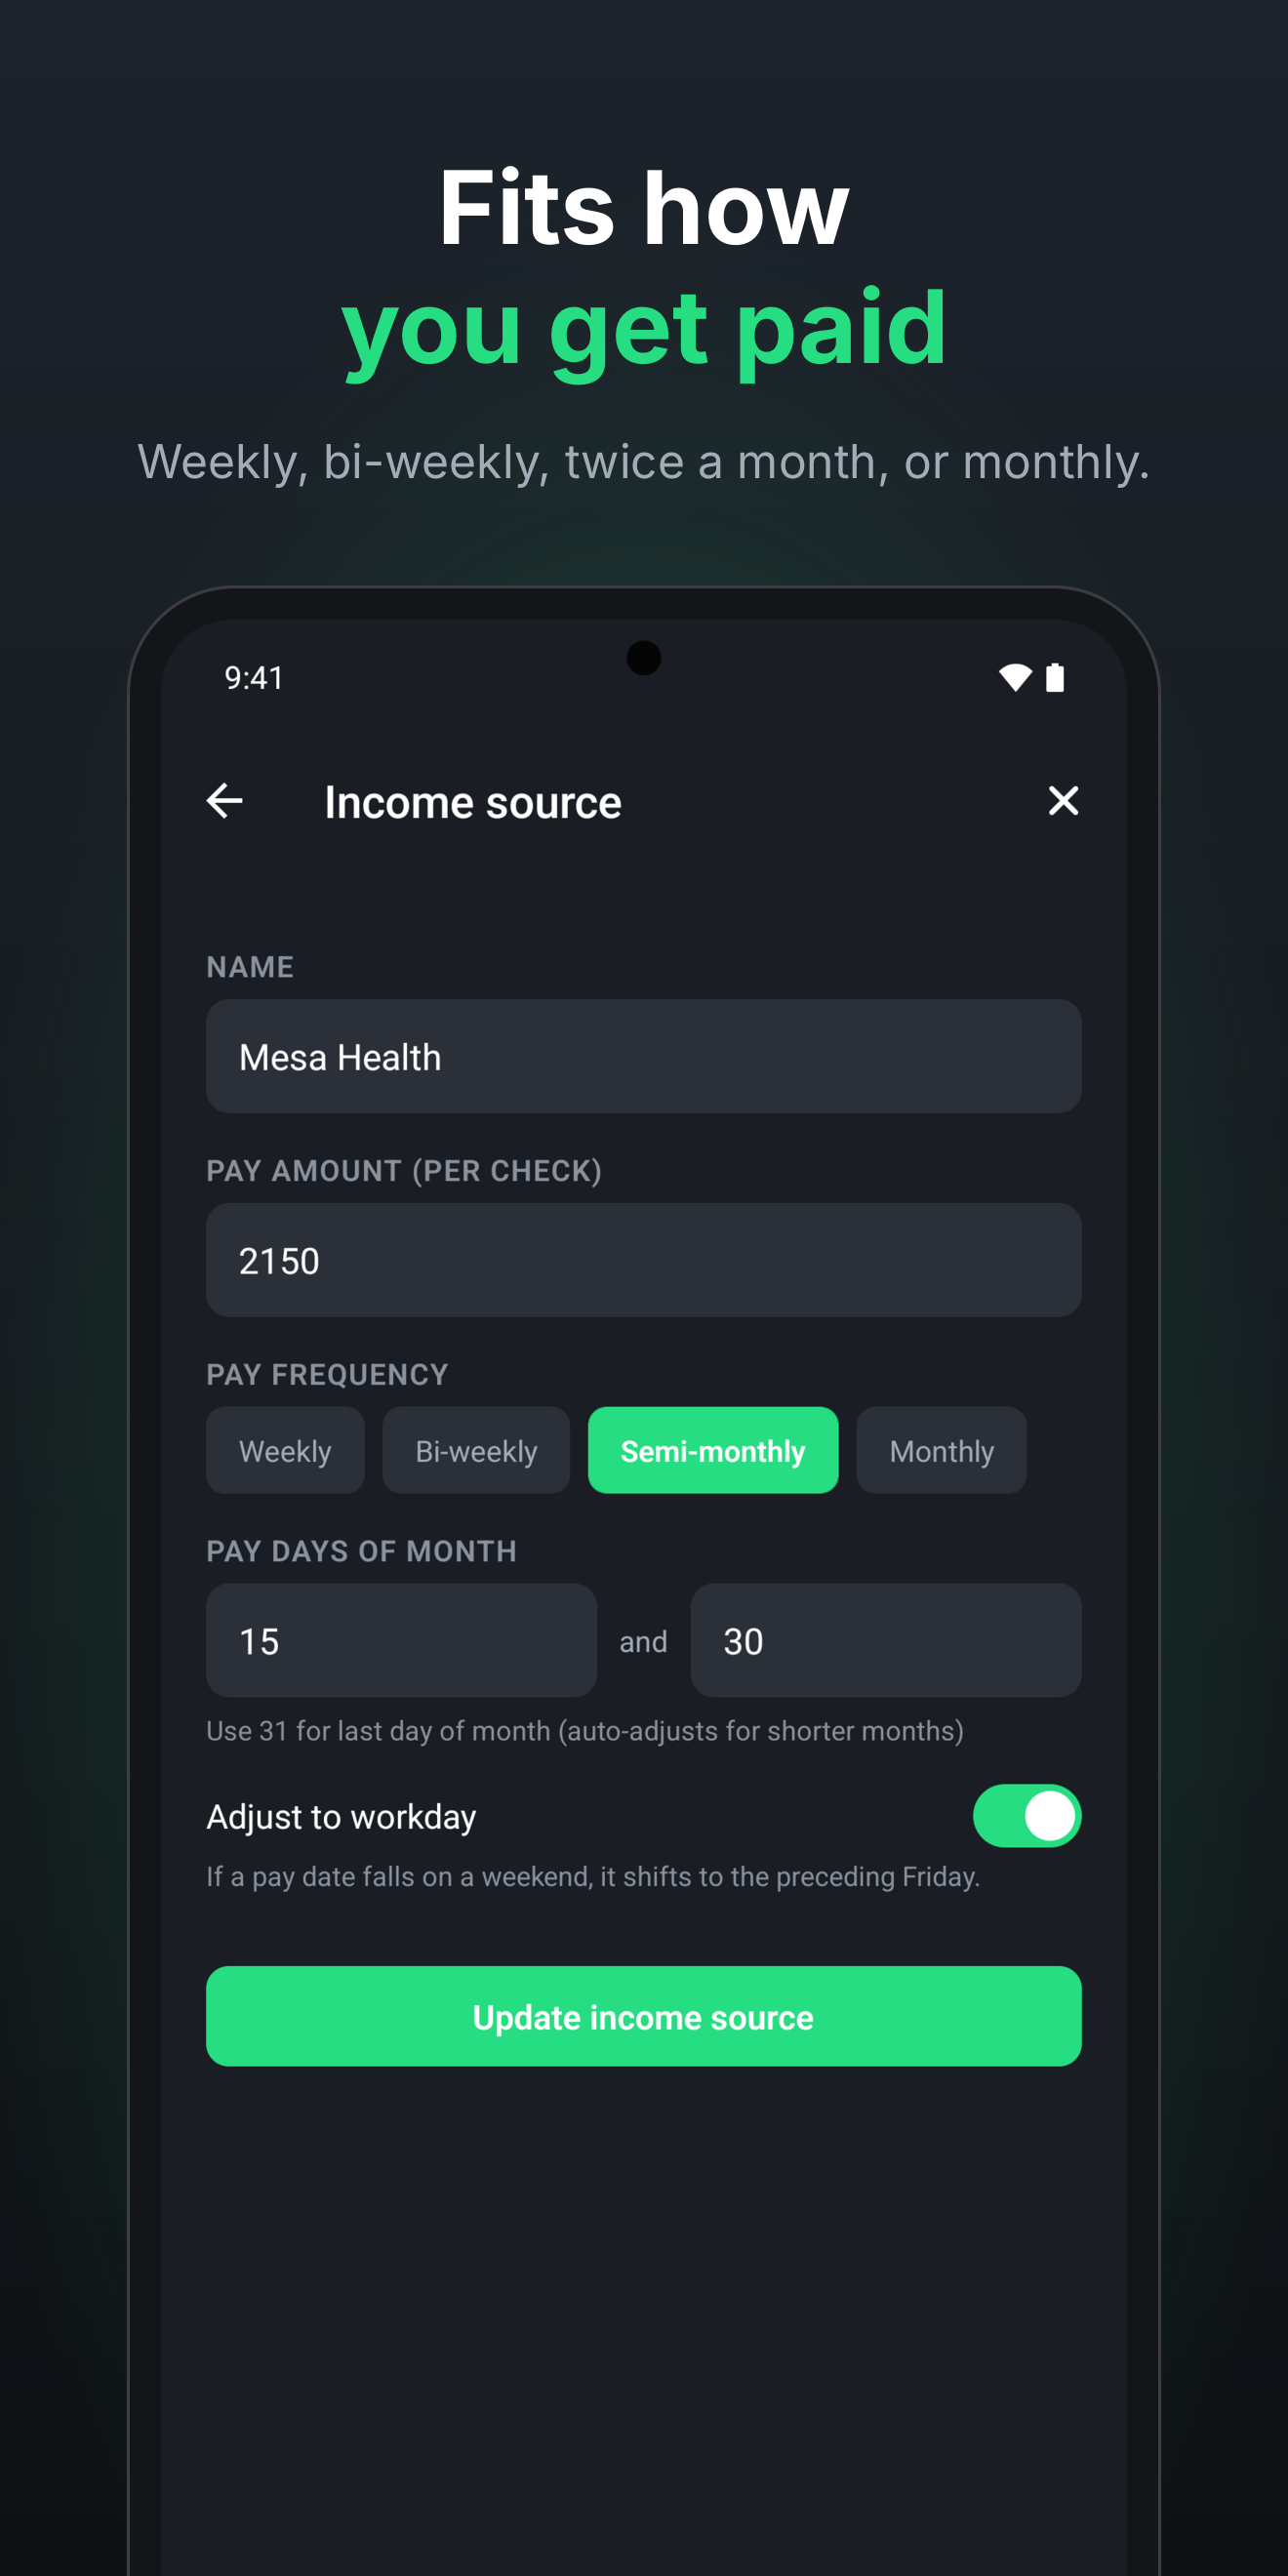 Fits how
you get paid
Weekly, bi-weekly, twice a month, or monthly.
9:41
Income source
NAME
Mesa Health
PAY AMOUNT (PER CHECK)
2150
PAY FREQUENCY
Weekly Bi-weekly Semi-monthly Monthly
PAY DAYS OF MONTH
15 and 30
Use 31 for last day of month (auto-adjusts for shorter months)
Adjust to workday
If a pay date falls on a weekend, it shifts to the preceding Friday.
Update income source